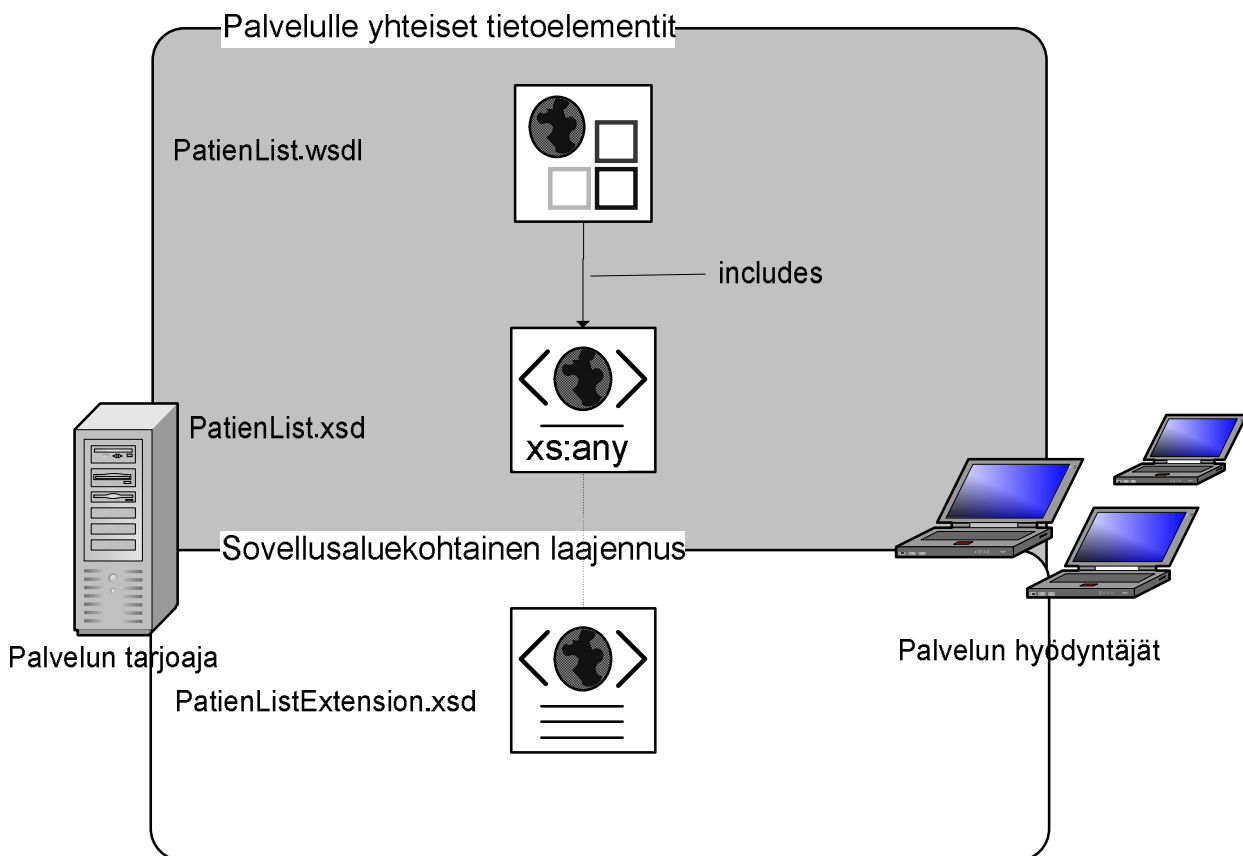 Palvelulle yhteiset tietoelementit
PatienList.wsdl
includes
PatienList.xsd
xs:any
Sovellusaluekohtainen laajennus
Palvelun tarjoaja
Palvelun hyödyntäjät
PatienListExtension.xsd